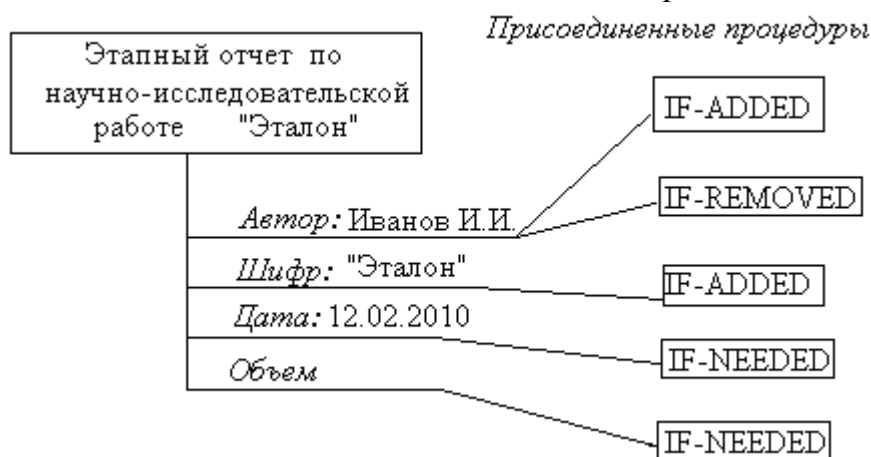 Присоединенные процедуры
Этапный отчет по
научно-исследовательской
работе "Эталон"
IF-ADDED
IF-REMOVED
Автор: Иванов И.И.
Шифр: "Эталон"
IF-ADDED
Дата: 12.02.2010
IF-NEEDED
Объем
IF-NEEDED